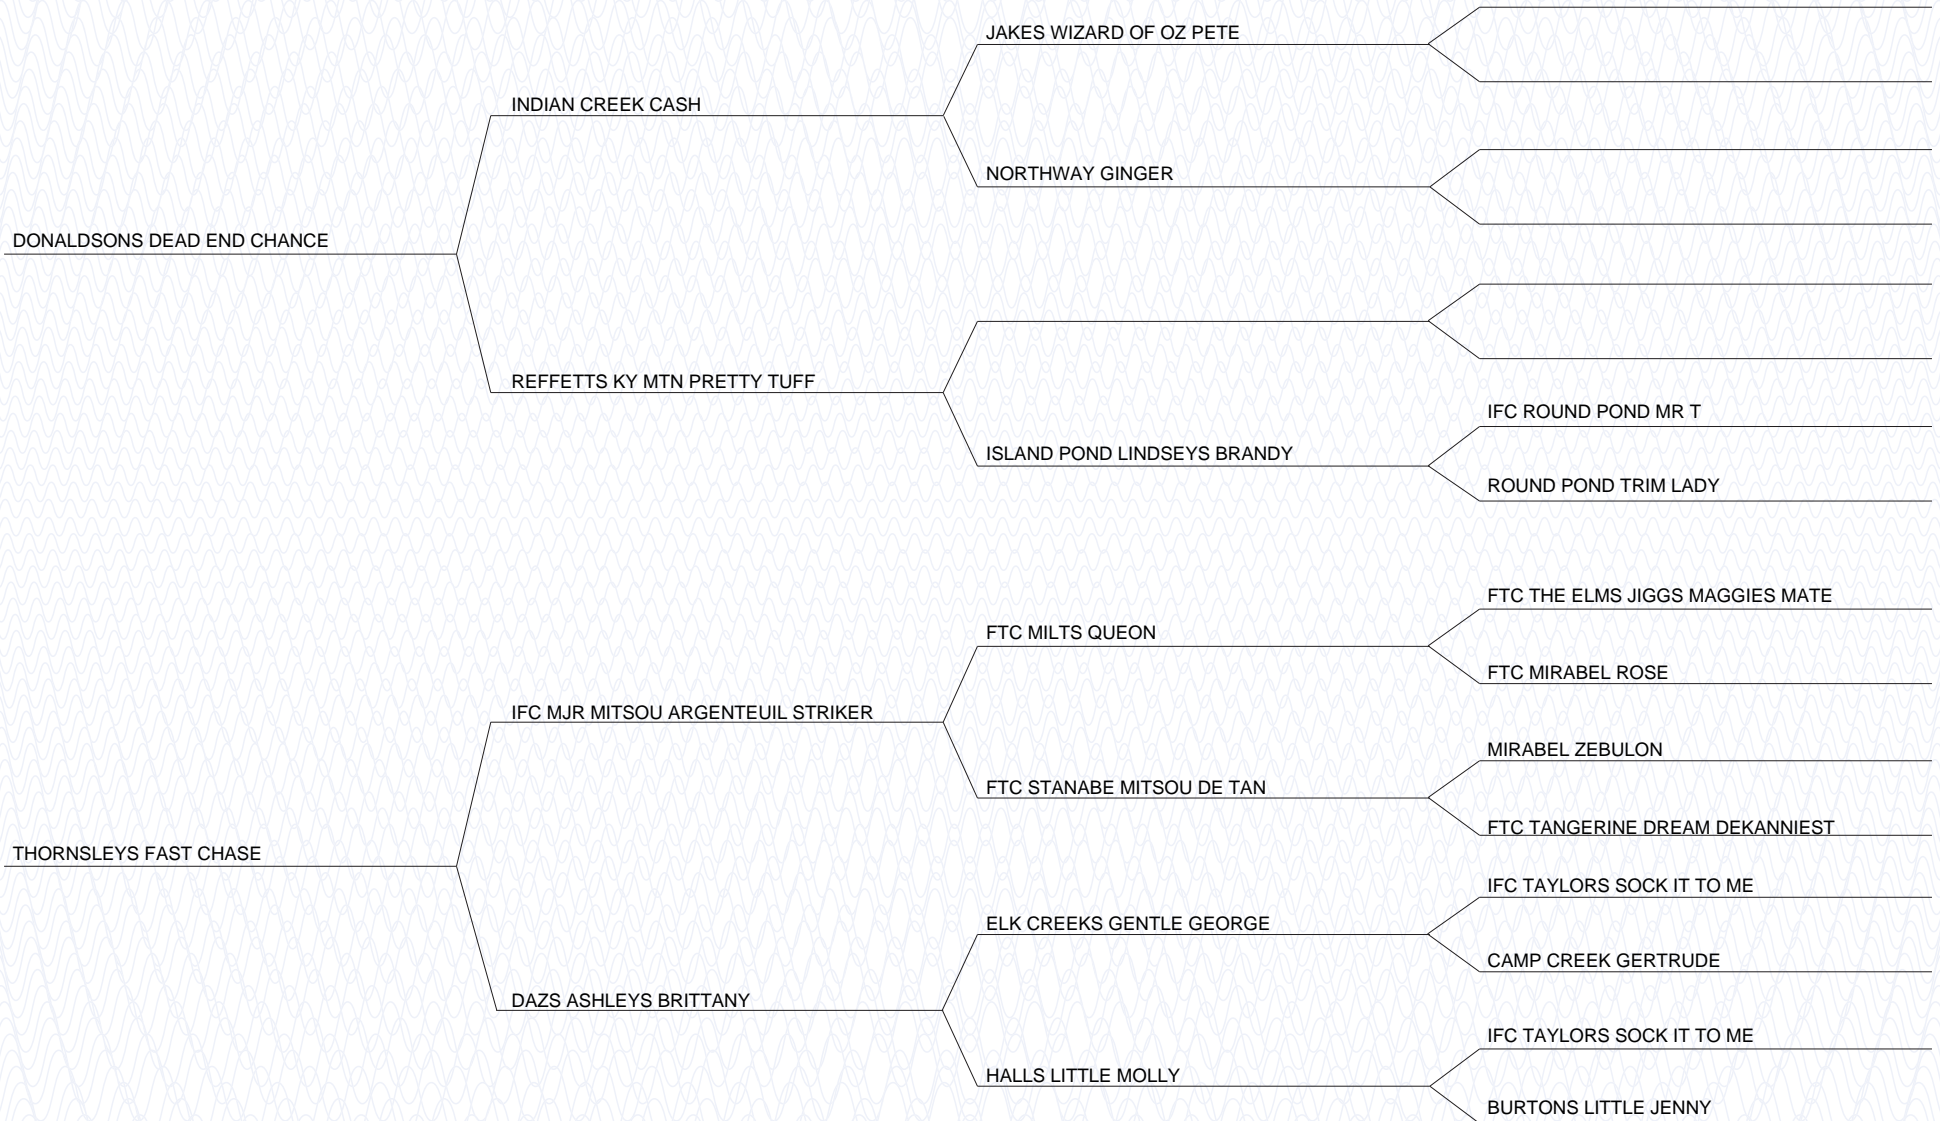 JAKES WIZARD OF OZ PETE
INDIAN CREEK CASH
NORTHWAY GINGER
DONALDSONS DEAD END CHANCE
REFFETTS KY MTN PRETTY TUFF
IFC ROUND POND MR T
ISLAND POND LINDSEYS BRANDY
ROUND POND TRIM LADY
FTC THE ELMS JIGGS MAGGIES MATE
FTC MILTS QUEON
FTC MIRABEL ROSE
IFC MJR MITSOU ARGENTEUIL STRIKER
MIRABEL ZEBULON
FTC STANABE MITSOU DE TAN
FTC TANGERINE DREAM DEKANNIEST
THORNSLEYS FAST CHASE
IFC TAYLORS SOCK IT TO ME
ELK CREEKS GENTLE GEORGE
CAMP CREEK GERTRUDE
DAZS ASHLEYS BRITTANY
IFC TAYLORS SOCK IT TO ME
HALLS LITTLE MOLLY
BURTONS LITTLE JENNY